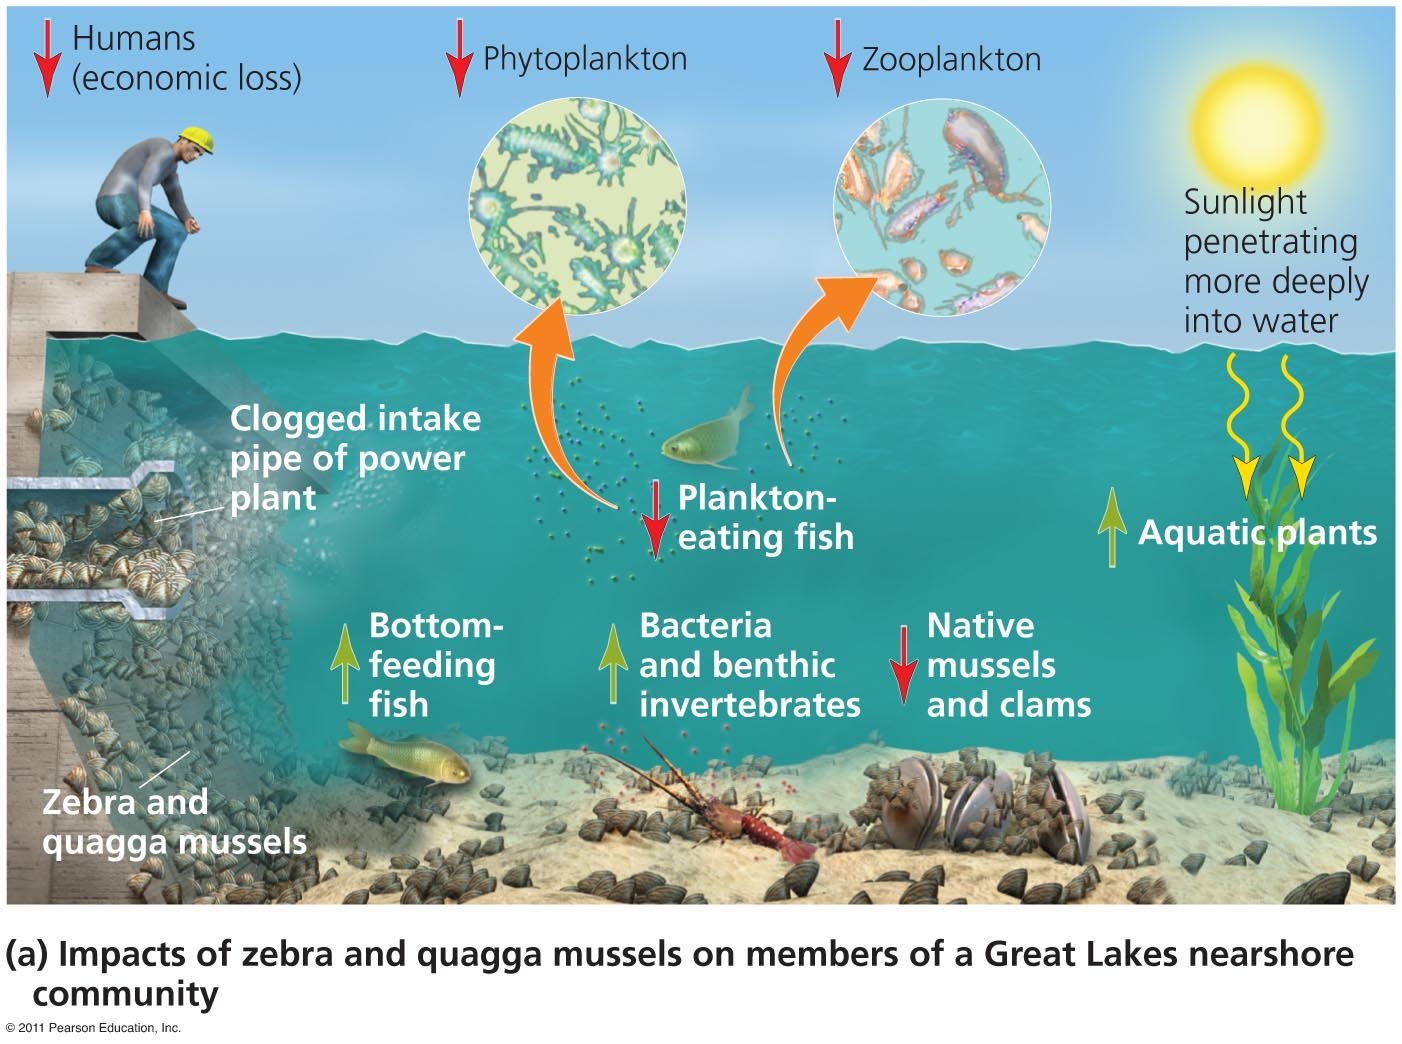 Humans
(economic loss)
Phytoplankton
Zooplankton
Sunlight
penetrating
more deeply
into water
Clogged intake
pipe of power
plant
Plankton-
eating fish
Aquatic plants
Bottom-
feeding
fish
Bacteria
and benthic
invertebrates
Native
mussels
and clams
Zebra and
quagga mussels
(a) Impacts of zebra and quagga mussels on members of a Great Lakes nearshore
community
© 2011 Pearson Education, Inc.